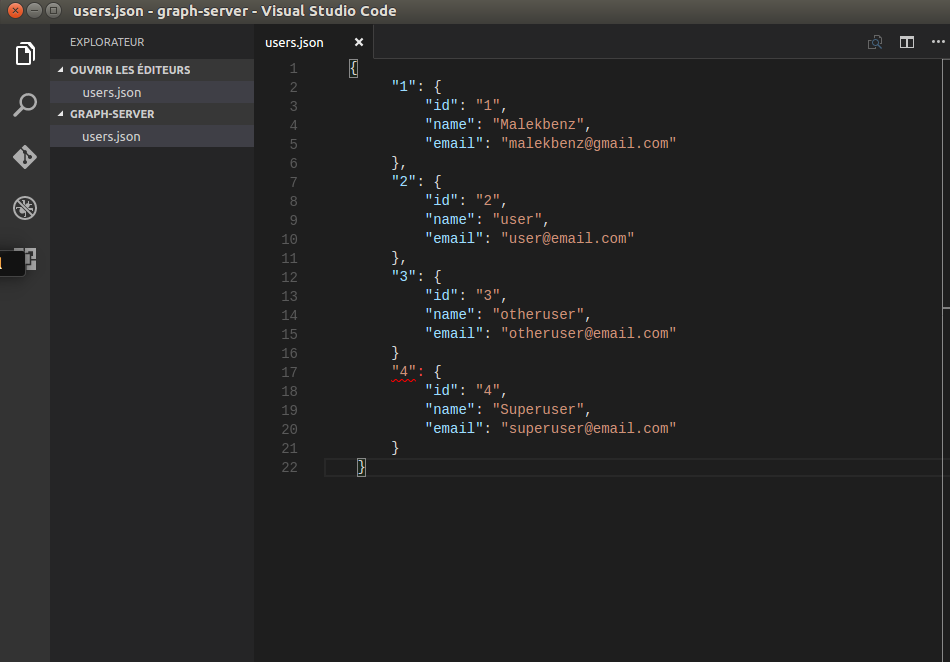 users.json - graph-server - Visual Studio Code
EXPLORATEUR
OUVRIR LES ÉDITEURS
users.json
GRAPH-SERVER
users.json
users.json
1 {
2 "1": {
3 "id": "1",
4 "name": "Malekbenz",
5 "email": "malekbenz@gmail.com"
6 },
7 "2": {
8 "id": "2",
9 "name": "user",
10 "email": "user@email.com"
11 },
12 "3": {
13 "id": "3",
14 "name": "otheruser",
15 "email": "otheruser@email.com"
16 }
17 "4": {
18 "id": "4",
19 "name": "Superuser",
20 "email": "superuser@email.com"
21 }
22 }